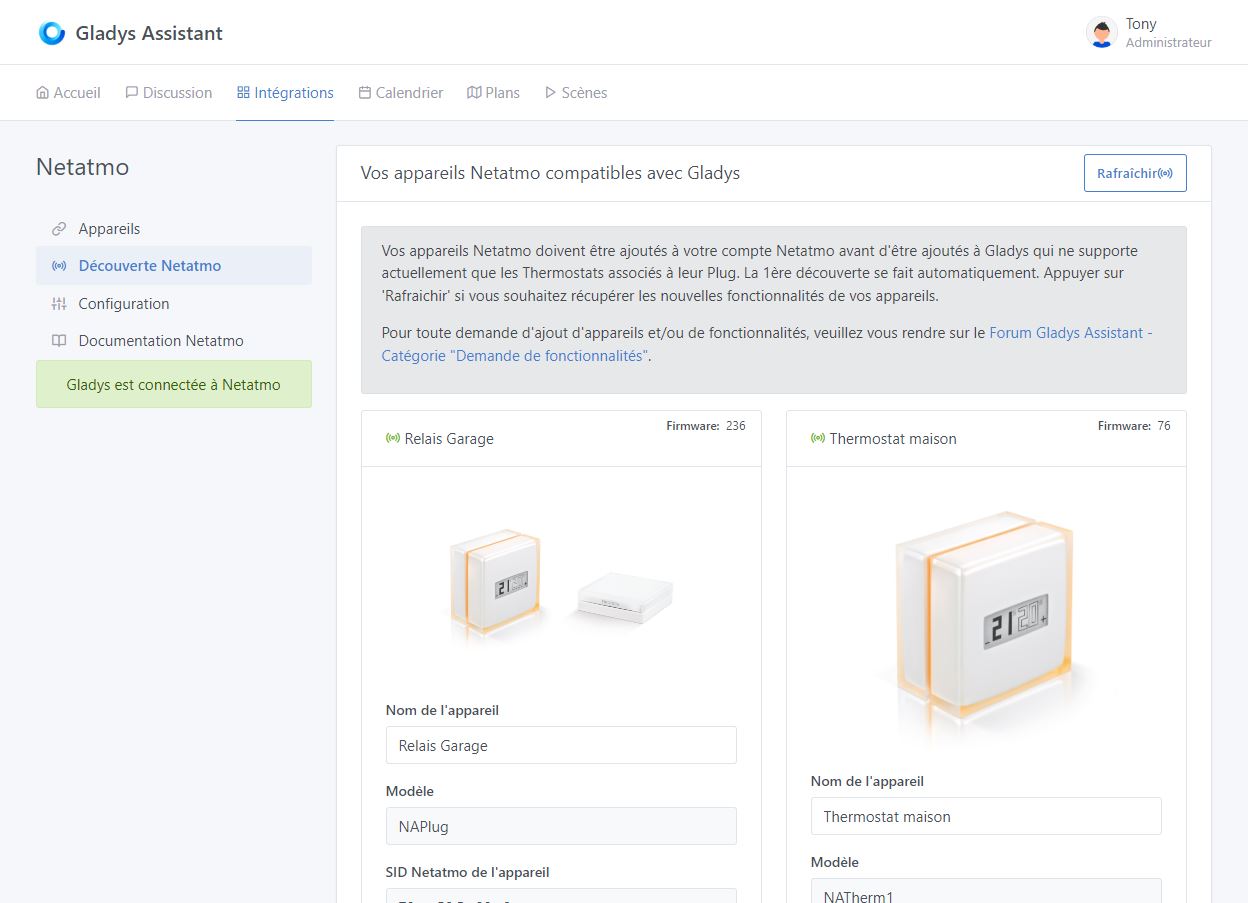 Gladys Assistant
Tony
Administrateur
Accueil
Discussion
Intégrations
Calendrier
Plans
Scènes
Netatmo
Appareils
Découverte Netatmo
Configuration
Documentation Netatmo
Gladys est connectée à Netatmo
Vos appareils Netatmo compatibles avec Gladys
Rafraîchir
Vos appareils Netatmo doivent être ajoutés à votre compte Netatmo avant d'être ajoutés à Gladys qui ne supporte
actuellement que les Thermostats associés à leur Plug. La 1ère découverte se fait automatiquement. Appuyer sur
'Rafraichir' si vous souhaitez récupérer les nouvelles fonctionnalités de vos appareils.
Pour toute demande d'ajout d'appareils et/ou de fonctionnalités, veuillez vous rendre sur le Forum Gladys Assistant -
Catégorie "Demande de fonctionnalités".
Relais Garage
Firmware: 236
Nom de l'appareil
Relais Garage
Modèle
NAPlug
SID Netatmo de l'appareil
Thermostat maison
Firmware: 76
21 20
Nom de l'appareil
Thermostat maison
Modèle
NATherm1